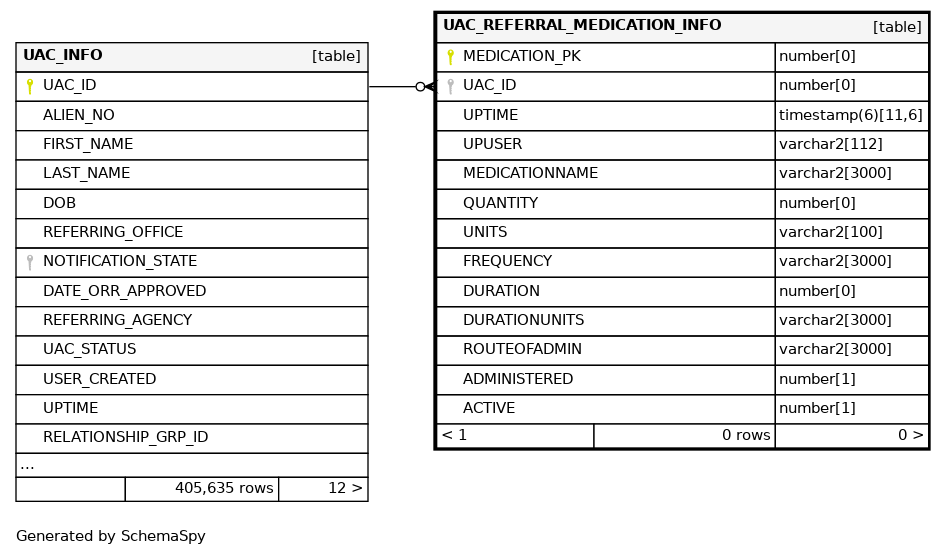 UAC_INFO [table]
UAC_ID
ALIEN_NO
FIRST_NAME
LAST_NAME
DOB
REFERRING_OFFICE
NOTIFICATION_STATE
DATE_ORR_APPROVED
REFERRING_AGENCY
UAC_STATUS
USER_CREATED
UPTIME
RELATIONSHIP_GRP_ID
...
405,635 rows 12 >
UAC_REFERRAL_MEDICATION_INFO [table]
MEDICATION_PK number[0]
UAC_ID number[0]
UPTIME timestamp(6)[11,6]
UPUSER varchar2[112]
MEDICATIONNAME varchar2[3000]
QUANTITY number[0]
UNITS varchar2[100]
FREQUENCY varchar2[3000]
DURATION number[0]
DURATIONUNITS varchar2[3000]
ROUTEOFADMIN varchar2[3000]
ADMINISTERED number[1]
ACTIVE number[1]
< 1 0 rows 0 >
Generated by SchemaSpy